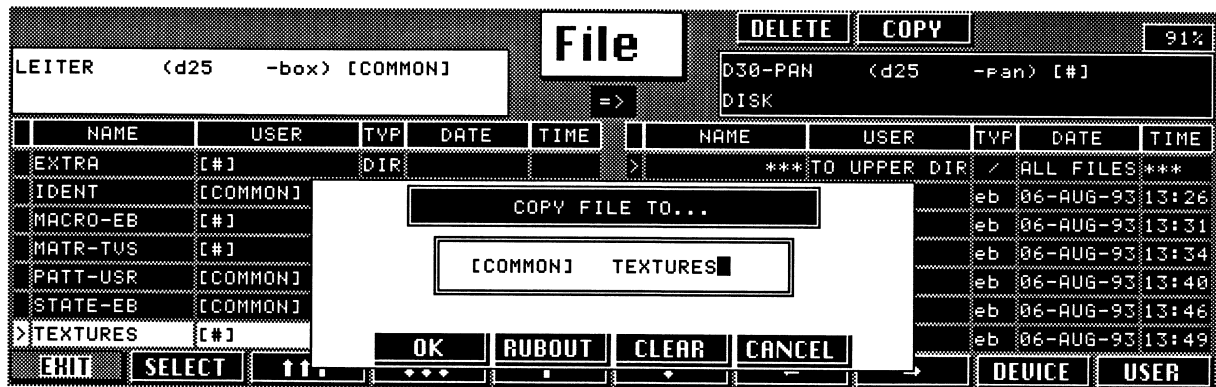 File
DELETE COPY 91%
LEITER (d25 -box) [COMMON]
=>
D30-PAN (d25 -pan) [#]
DISK
NAME USER TYP DATE TIME NAME USER TYP DATE TIME
EXTRA [#] DIR > *** TO UPPER DIR / ALL FILES ***
IDENT [COMMON] eb 06-AUG-93 13:26
MACRO-EB [#] eb 06-AUG-93 13:31
MATR-TVS [#] eb 06-AUG-93 13:34
PATT-USR [COMMON] eb 06-AUG-93 13:40
STATE-EB [COMMON] eb 06-AUG-93 13:46
> TEXTURES [#] eb 06-AUG-93 13:49
COPY FILE TO...
[COMMON] TEXTURES
OK RUBOUT CLEAR CANCEL
EXIT SELECT DEVICE USER